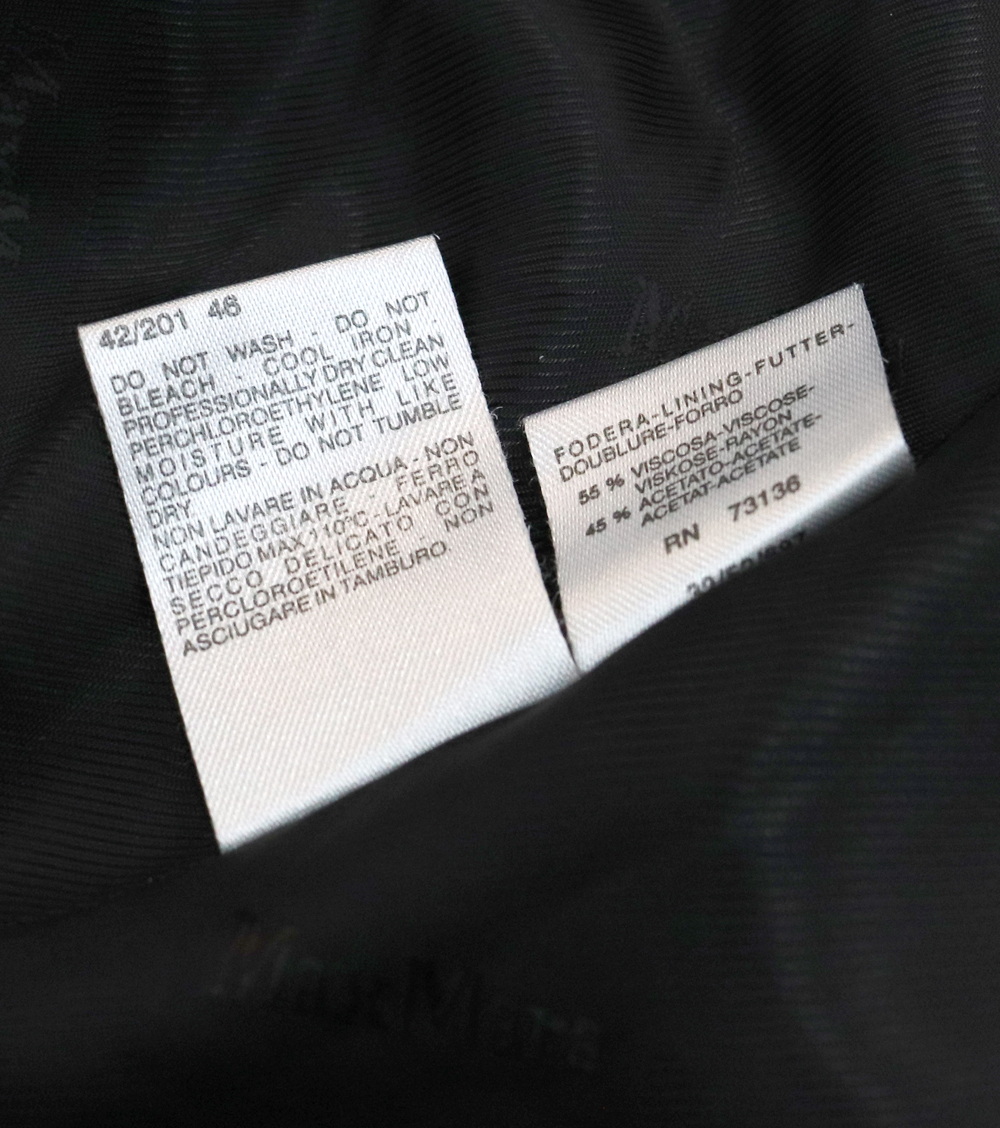 42/201 46
DO NOT WASH - DO NOT
BLEACH - COOL IRON -
PROFESSIONALLY DRY CLEAN
PERCHLOROETHYLENE LOW
MOISTURE WITH LIKE
COLOURS - DO NOT TUMBLE
DRY
NON LAVARE IN ACQUA - NON
CANDEGGIARE - FERRO
TIEPIDO MAX 110°C - LAVARE A
SECCO DELICATO CON
PERCLOROETILENE - NON
ASCIUGARE IN TAMBURO.
FODERA-LINING-FUTTER-
DOUBLURE-FORRO
55 % VISCOSA-VISCOSE-
VISKOSE-RAYON
45 % ACETATO-ACETATE-
ACETAT-ACETATE
RN 73136
MaxMara